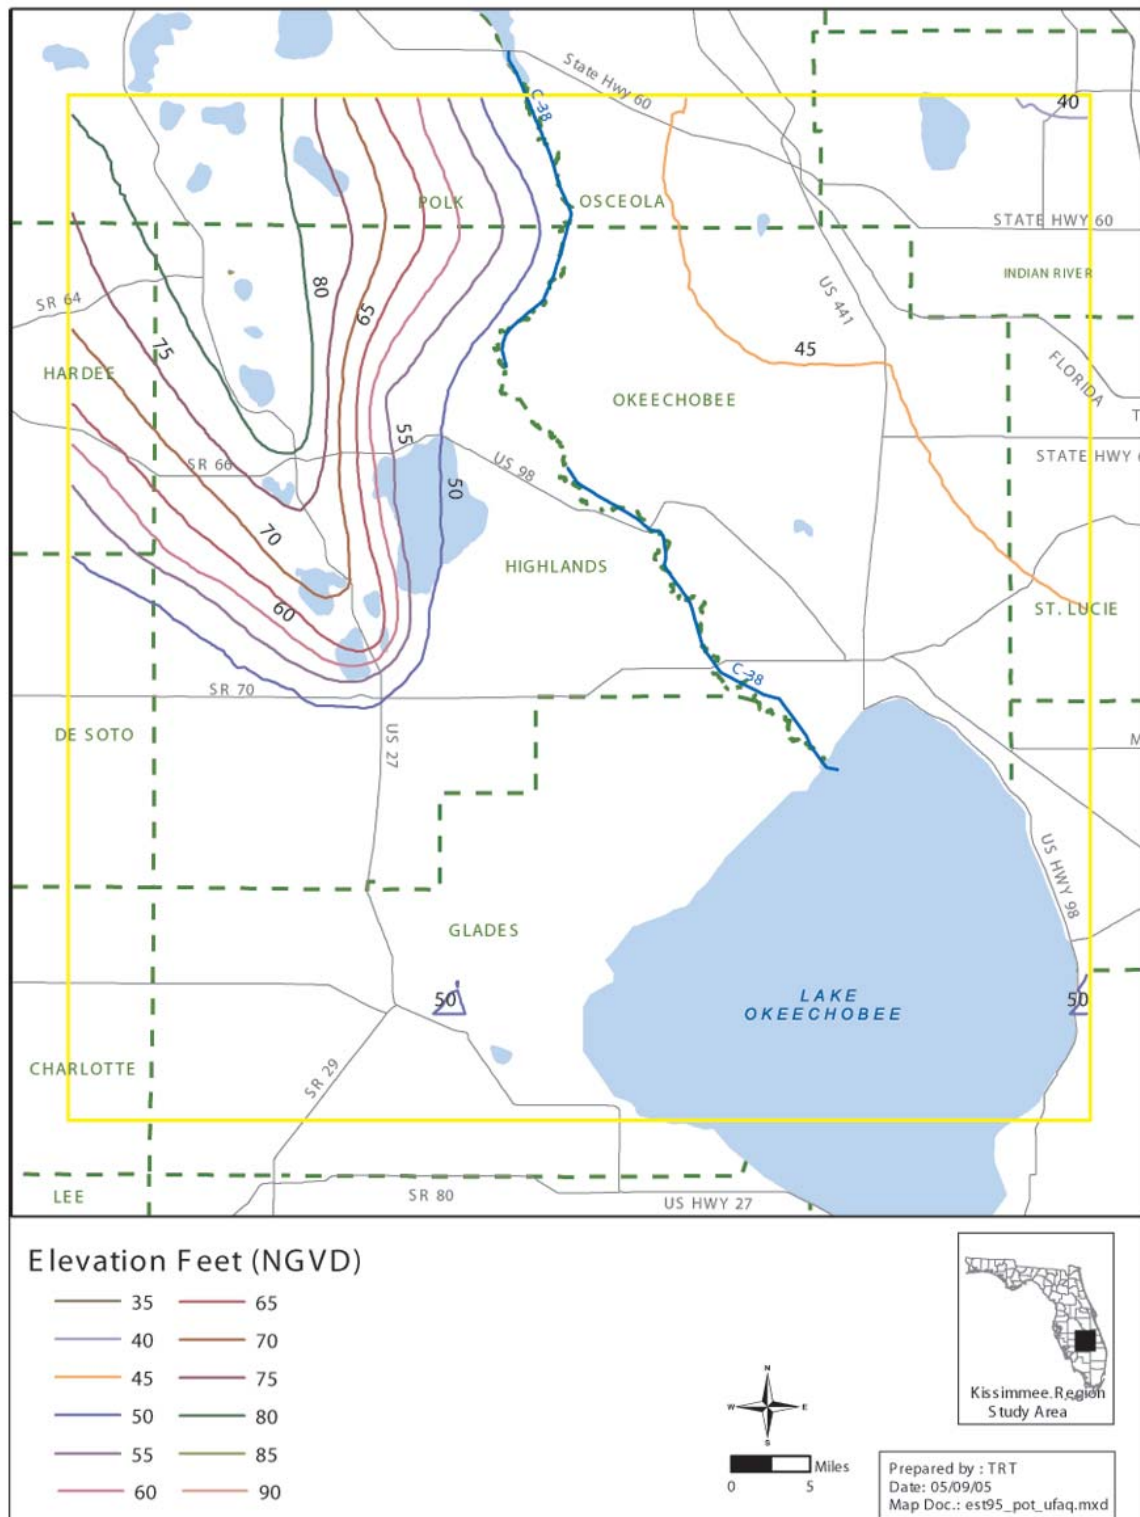 State Hwy 60
40
C-38
POLK
OSCEOLA
STATE HWY 60
INDIAN RIVER
80
US 441
SR 64
65
75
45
FLORIDA
HARDEE
OKEECHOBEE
T
55
SR 66
US 98
50
STATE HWY 6
70
HIGHLANDS
60
ST. LUCIE
C-38
SR 70
DE SOTO
US 27
M
US HWY 98
GLADES
50
LAKE
OKEECHOBEE
50
CHARLOTTE
SR 29
LEE
SR 80
US HWY 27
Elevation Feet (NGVD)
35 65
40 70
45 75
50 80
55 85
60 90
N
W E
S
Miles
0 5
Kissimmee.Region
Study Area
Prepared by : TRT
Date: 05/09/05
Map Doc.: est95_pot_ufaq.mxd